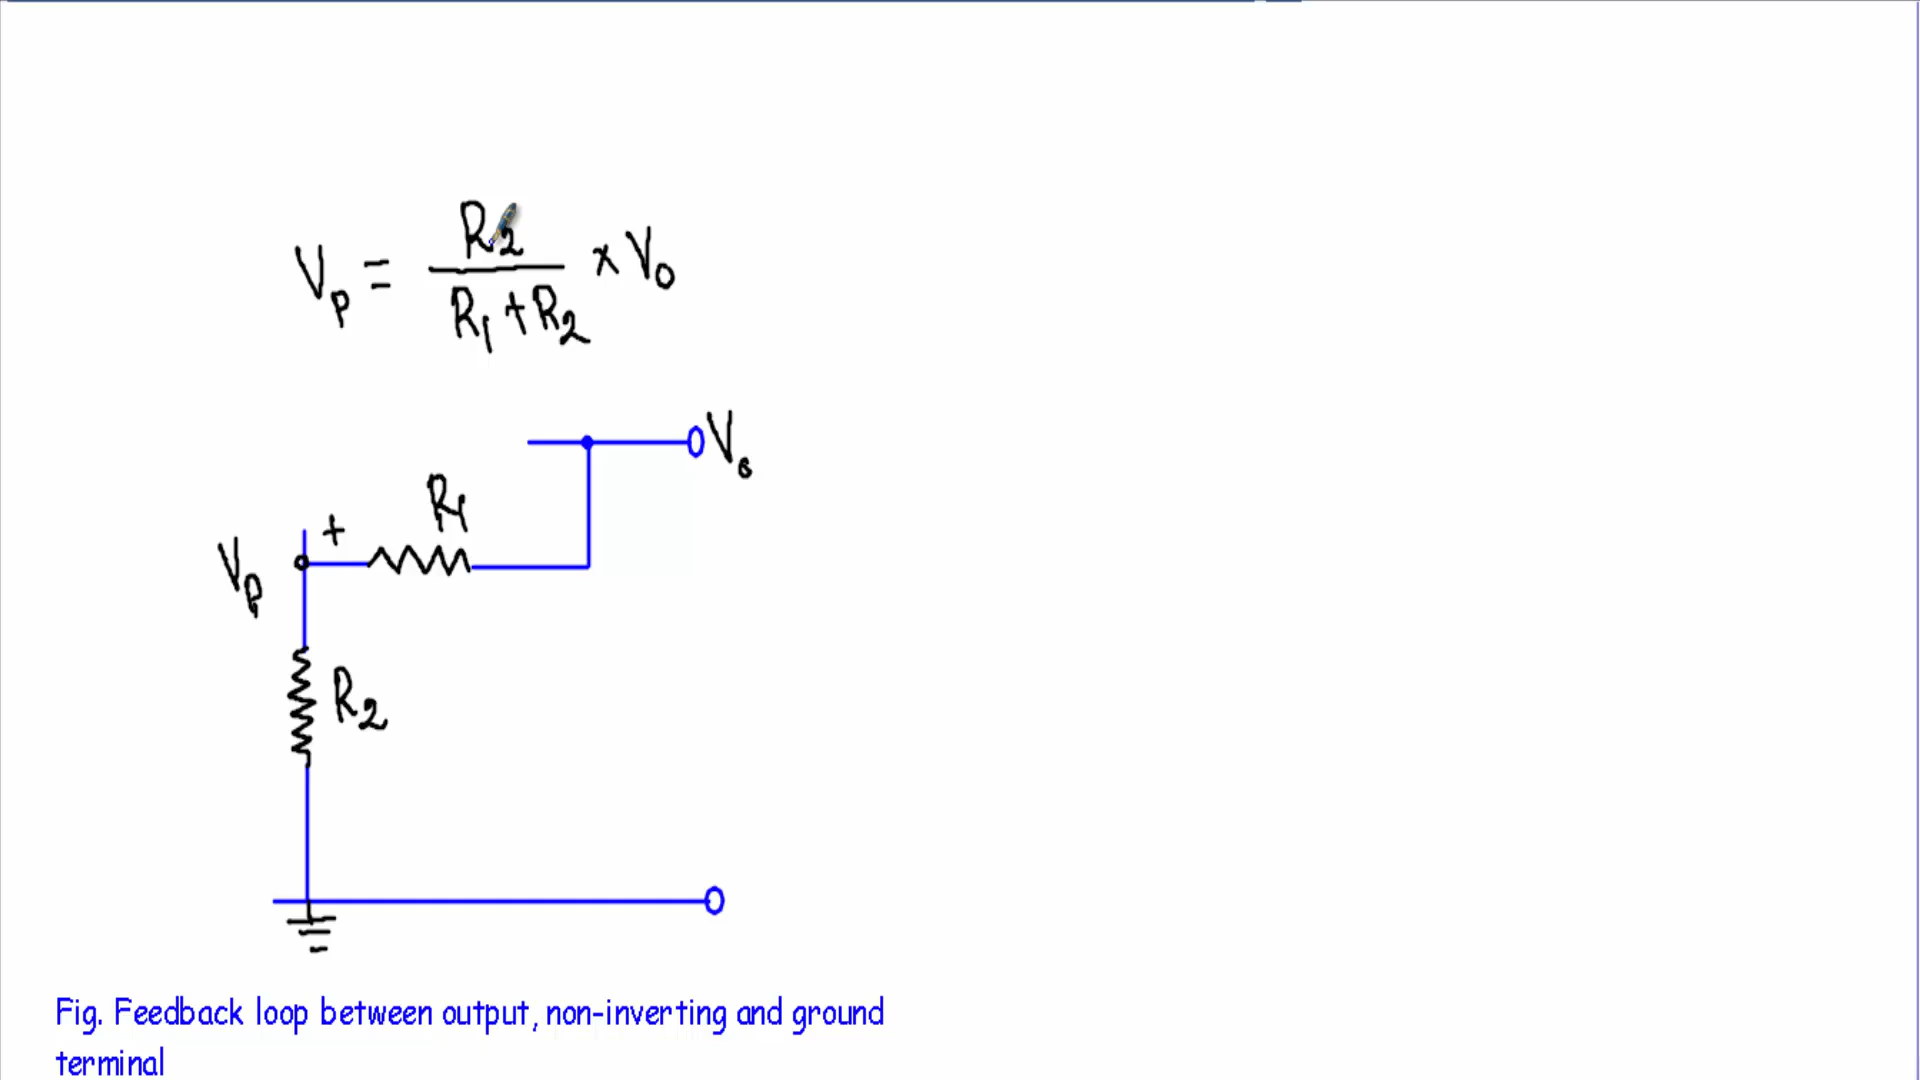 Vp = R2 / R1 + R2 × Vo
Vo
R1
+
Vp
R2
Fig. Feedback loop between output, non-inverting and ground
terminal